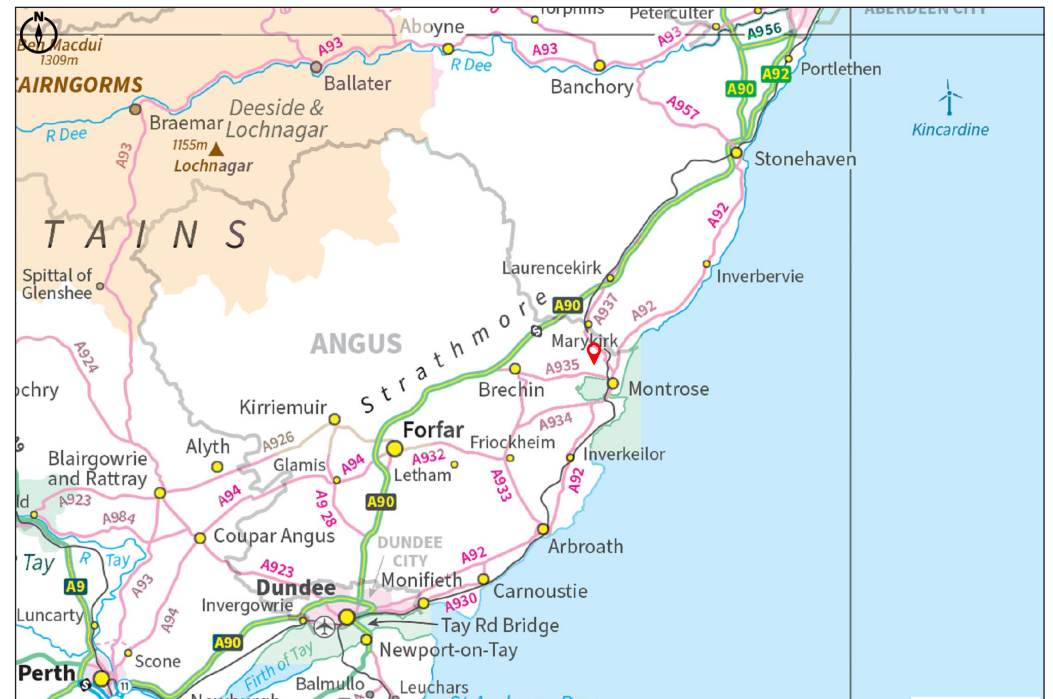 N
Aboyne
Torphins
Peterculter
ABERDEEN CITY
Ben Macdui
1309m
A93
A93
A93
A956
R Dee
A92
Portlethen
CAIRNGORMS
Ballater
Banchory
A90
Deeside &
Lochnagar
A957
Kincardine
R Dee
Braemar
1155m
Lochnagar
A93
Stonehaven
T A I N S
A92
Spittal of
Glenshee
Laurencekirk
Inverbervie
A90
A937
A92
S
Strathmore
ANGUS
Marykirk
A924
A935
Brechin
Montrose
ochry
Kirriemuir
A934
Forfar
A926
Alyth
Friockheim
Blairgowrie
and Rattray
Glamis
A94
A932
Letham
Inverkeilor
A92
A933
ld
A923
A94
A9 28
A90
A984
Coupar Angus
Arbroath
DUNDEE
CITY
Tay
R Tay
A92
A923
Monifieth
Dundee
Carnoustie
A9
A93
Invergowrie
A930
Luncarty
A94
A90
Tay Rd Bridge
Newport-on-Tay
Scone
Firth of Tay
Perth
S
11
Balmullo
Leuchars
Newburgh